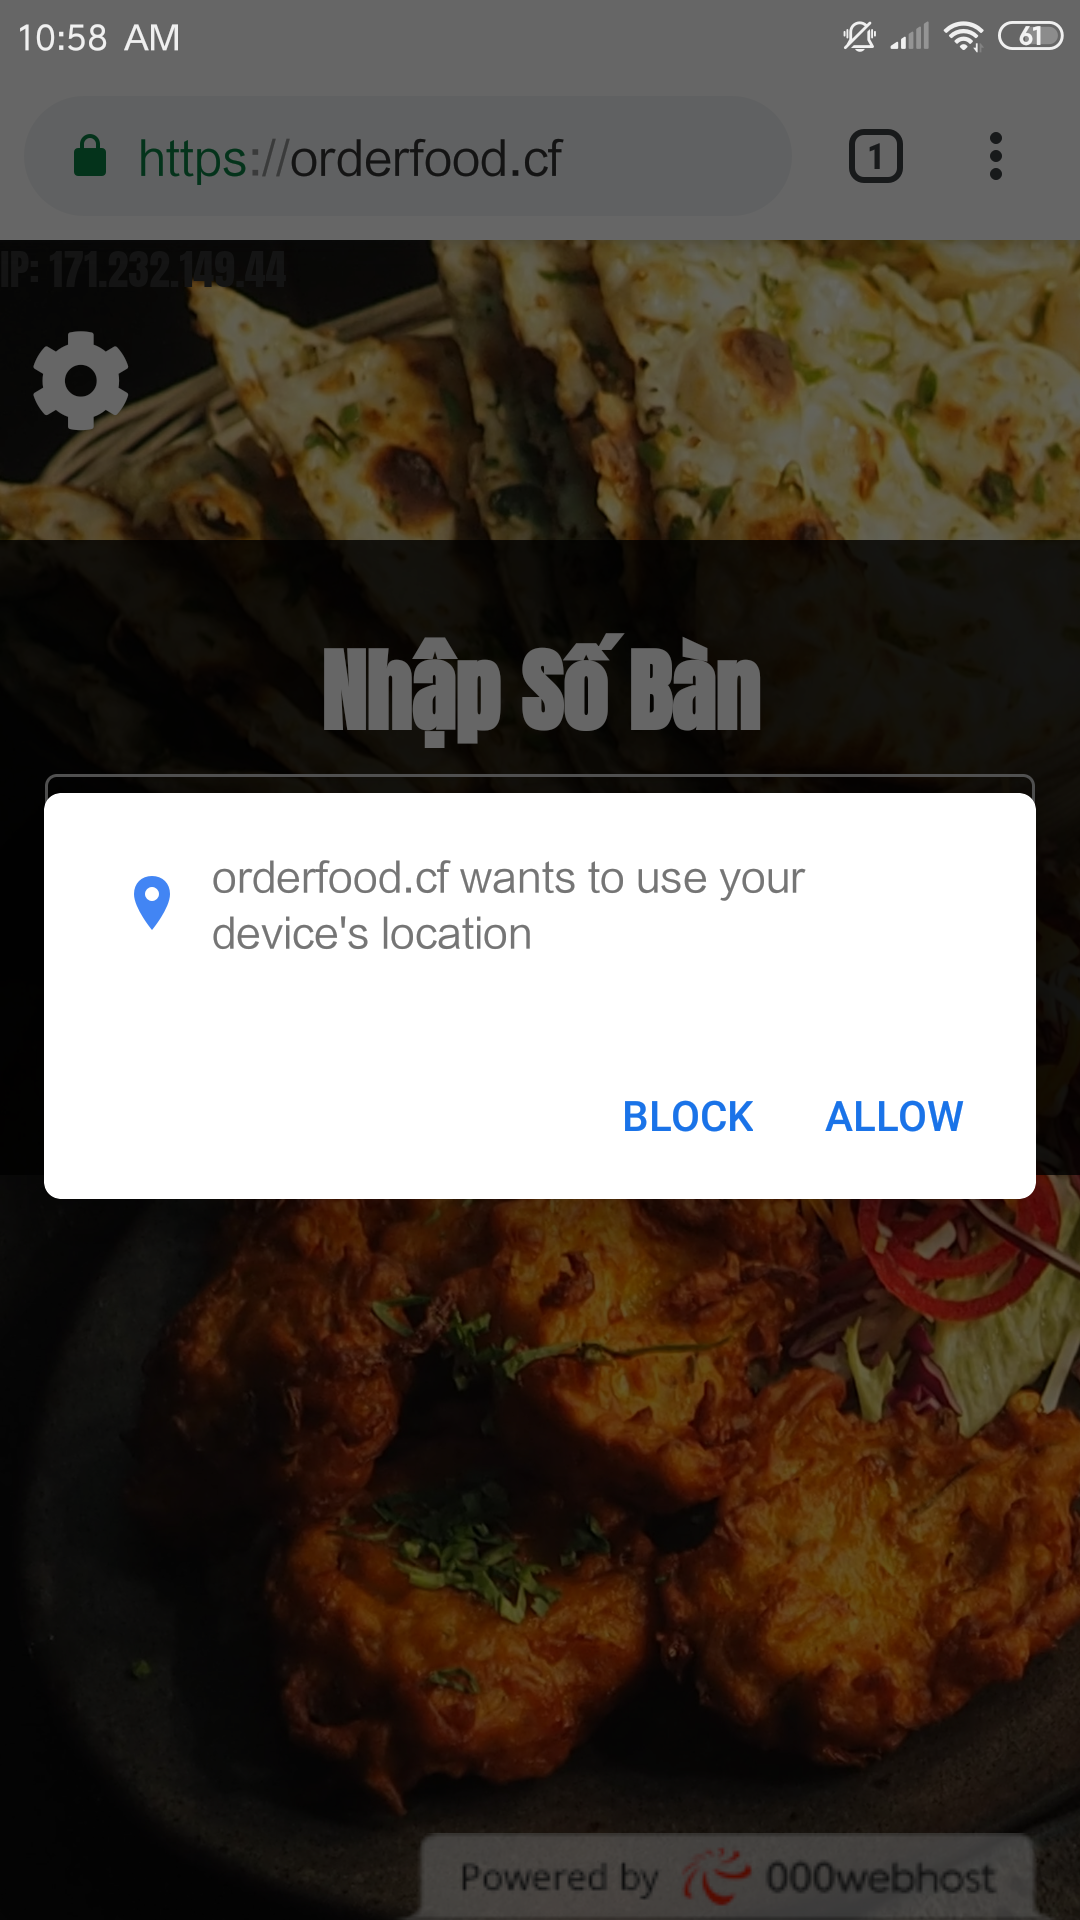 10:58 AM
61
https://orderfood.cf
1
IP: 171.232.149.44
Nhập Số Bàn
orderfood.cf wants to use your
device's location
BLOCK
ALLOW
Powered by 000webhost